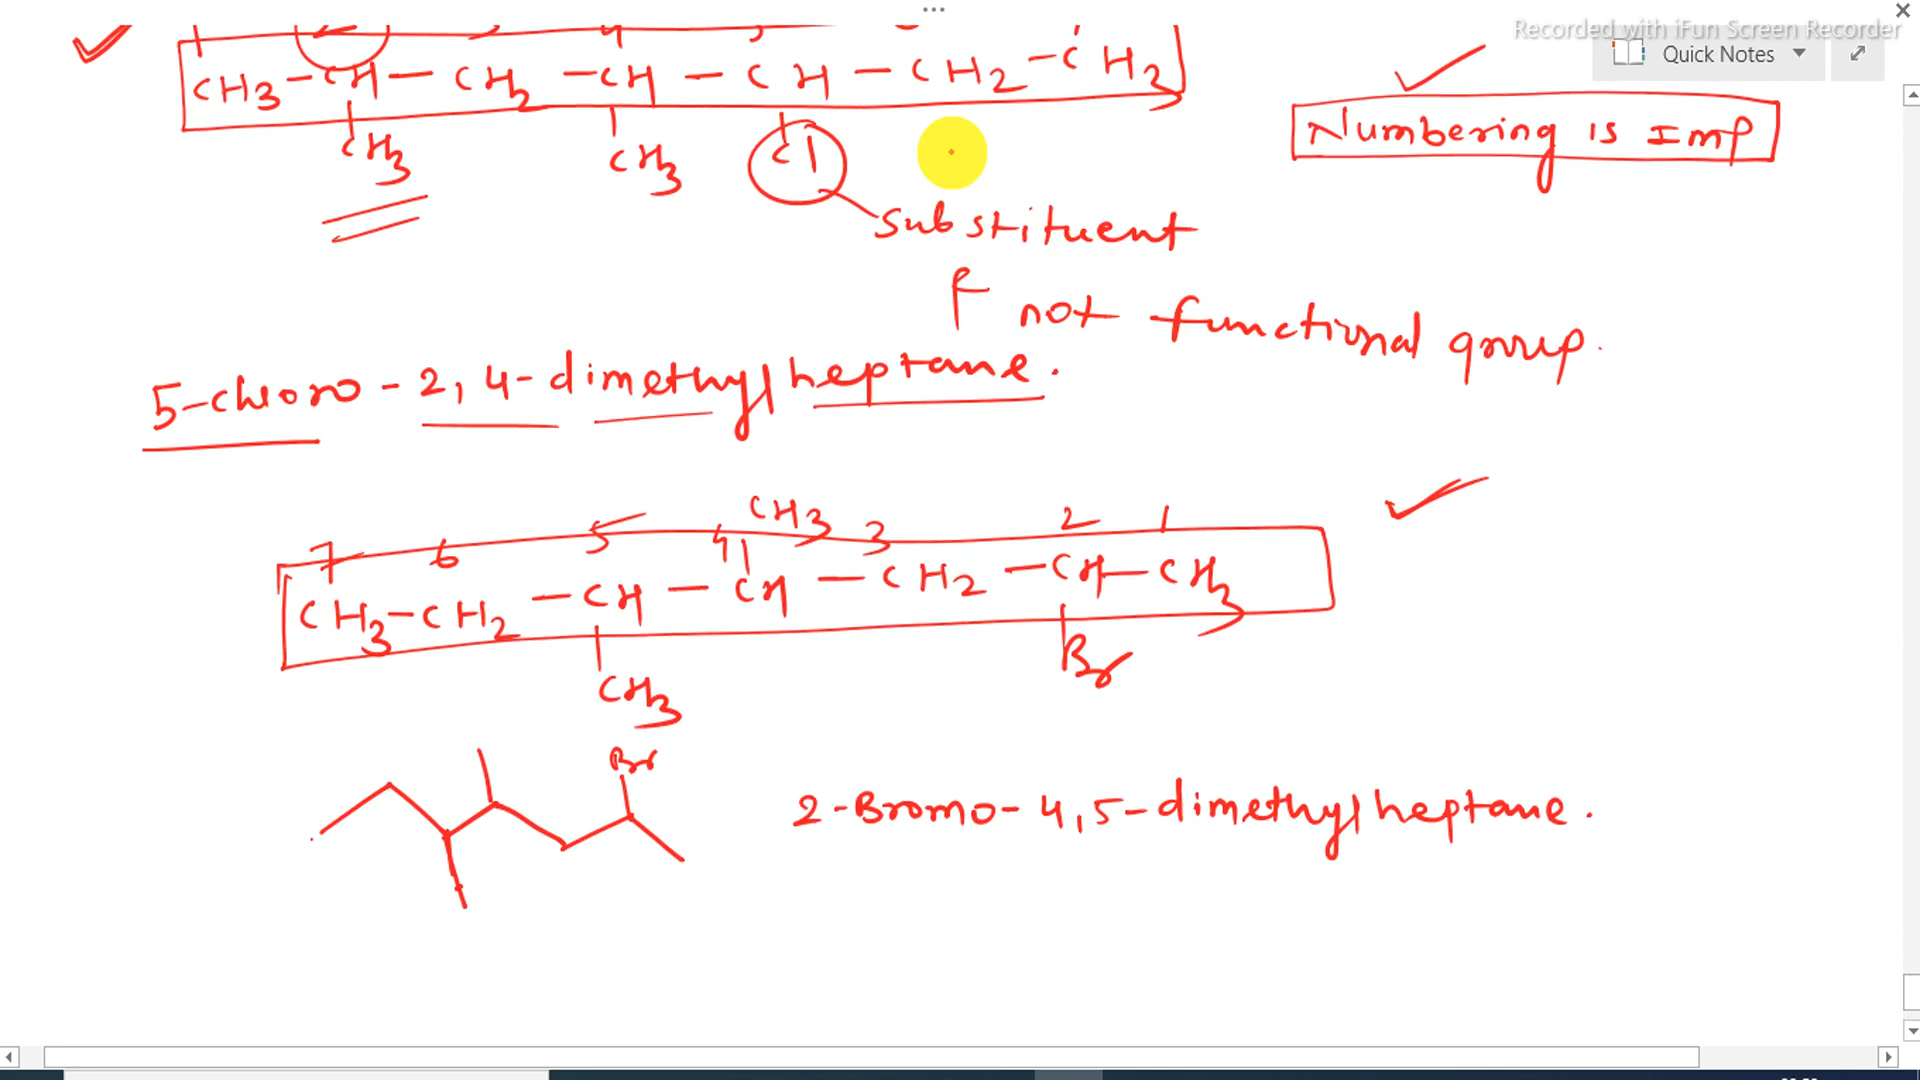 Recorded with iFun Screen Recorder
Quick Notes
CH3-CH-CH2-CH-CH-CH2-CH3
CH3 CH3 Cl
Numbering is Imp
Substituent
not functional group.
5-chloro-2,4-dimethylheptane.
CH3
7 6 5 4 3 2 1
CH3-CH2-CH-CH-CH2-CH-CH3
CH3 Br
Br
2-Bromo-4,5-dimethylheptane.